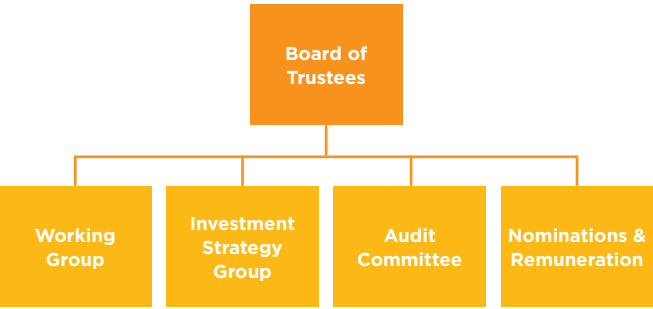 Board of
Trustees
Working
Group
Investment
Strategy
Group
Audit
Committee
Nominations &
Remuneration